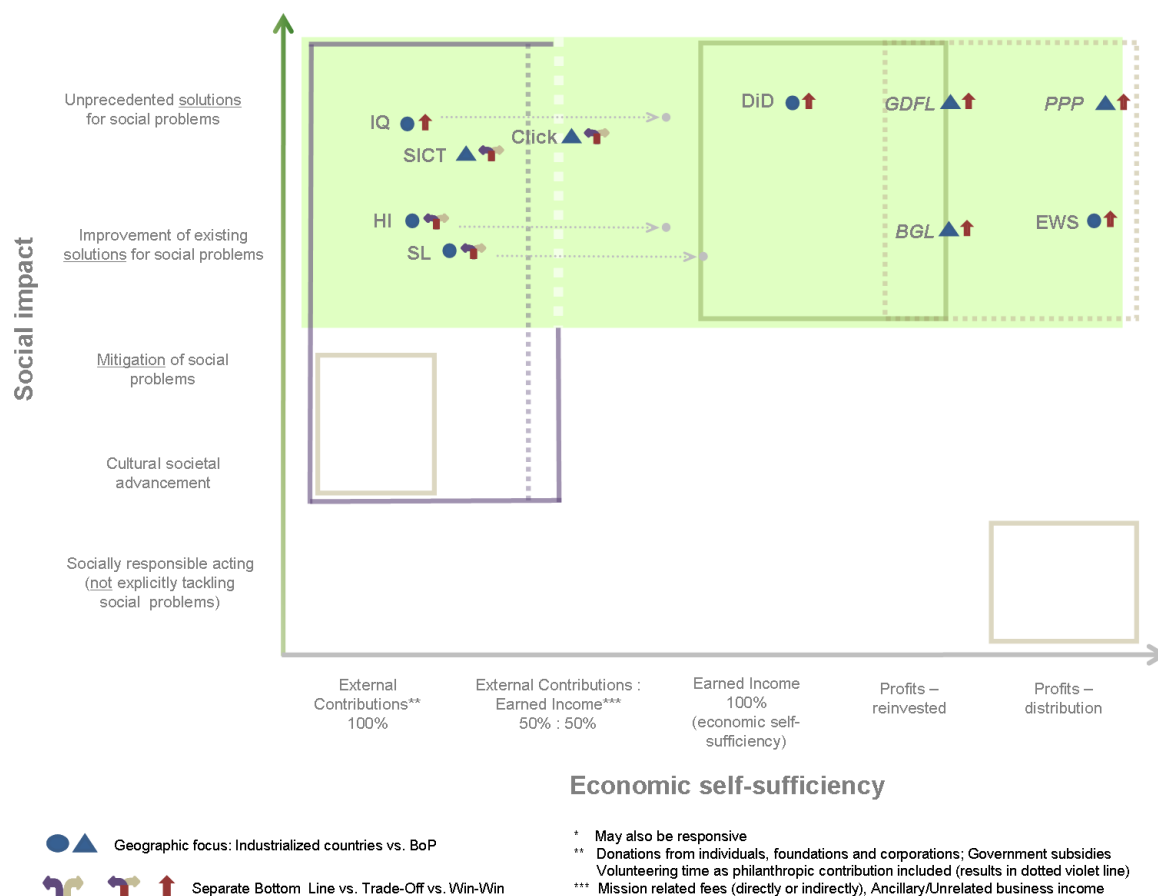 Social impact
Unprecedented solutions
for social problems
Improvement of existing
solutions for social problems
Mitigation of social
problems
Cultural societal
advancement
Socially responsible acting
(not explicitly tackling
social problems)
IQ
SICT
Click
DiD
GDFL
PPP
HI
SL
BGL
EWS
External
Contributions**
100%
External Contributions :
Earned Income***
50% : 50%
Earned Income
100%
(economic self-
sufficiency)
Profits –
reinvested
Profits –
distribution
Economic self-sufficiency
Geographic focus: Industrialized countries vs. BoP
Separate Bottom Line vs. Trade-Off vs. Win-Win
* May also be responsive
** Donations from individuals, foundations and corporations; Government subsidies
Volunteering time as philanthropic contribution included (results in dotted violet line)
*** Mission related fees (directly or indirectly), Ancillary/Unrelated business income